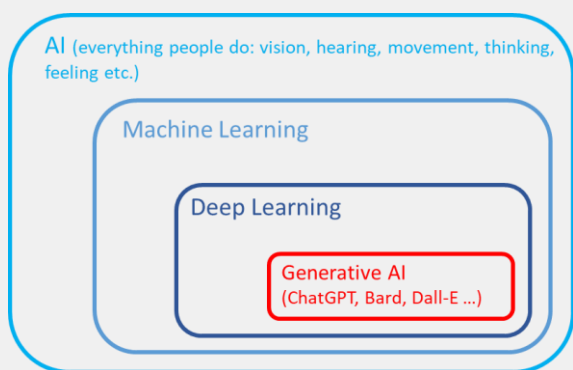 AI (everything people do: vision, hearing, movement, thinking,
feeling etc.)
Machine Learning
Deep Learning
Generative AI
(ChatGPT, Bard, Dall-E ...)